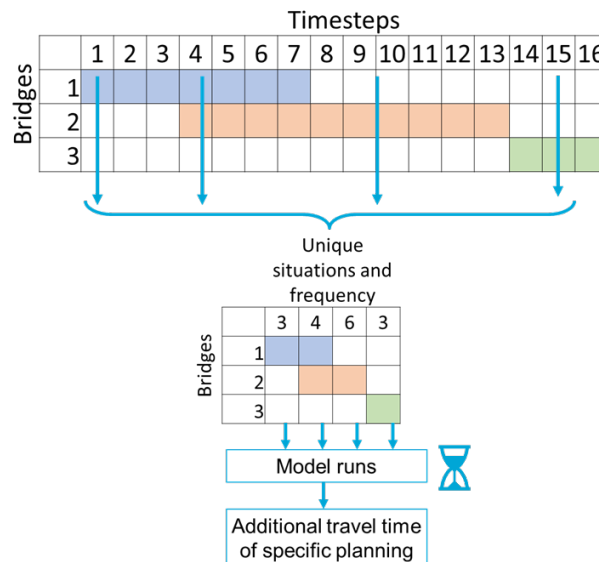 Timesteps
1 2 3 4 5 6 7 8 9 10 11 12 13 14 15 16
Bridges
1
2
3
Unique
situations and
frequency
3 4 6 3
Bridges
1
2
3
Model runs
Additional travel time
of specific planning